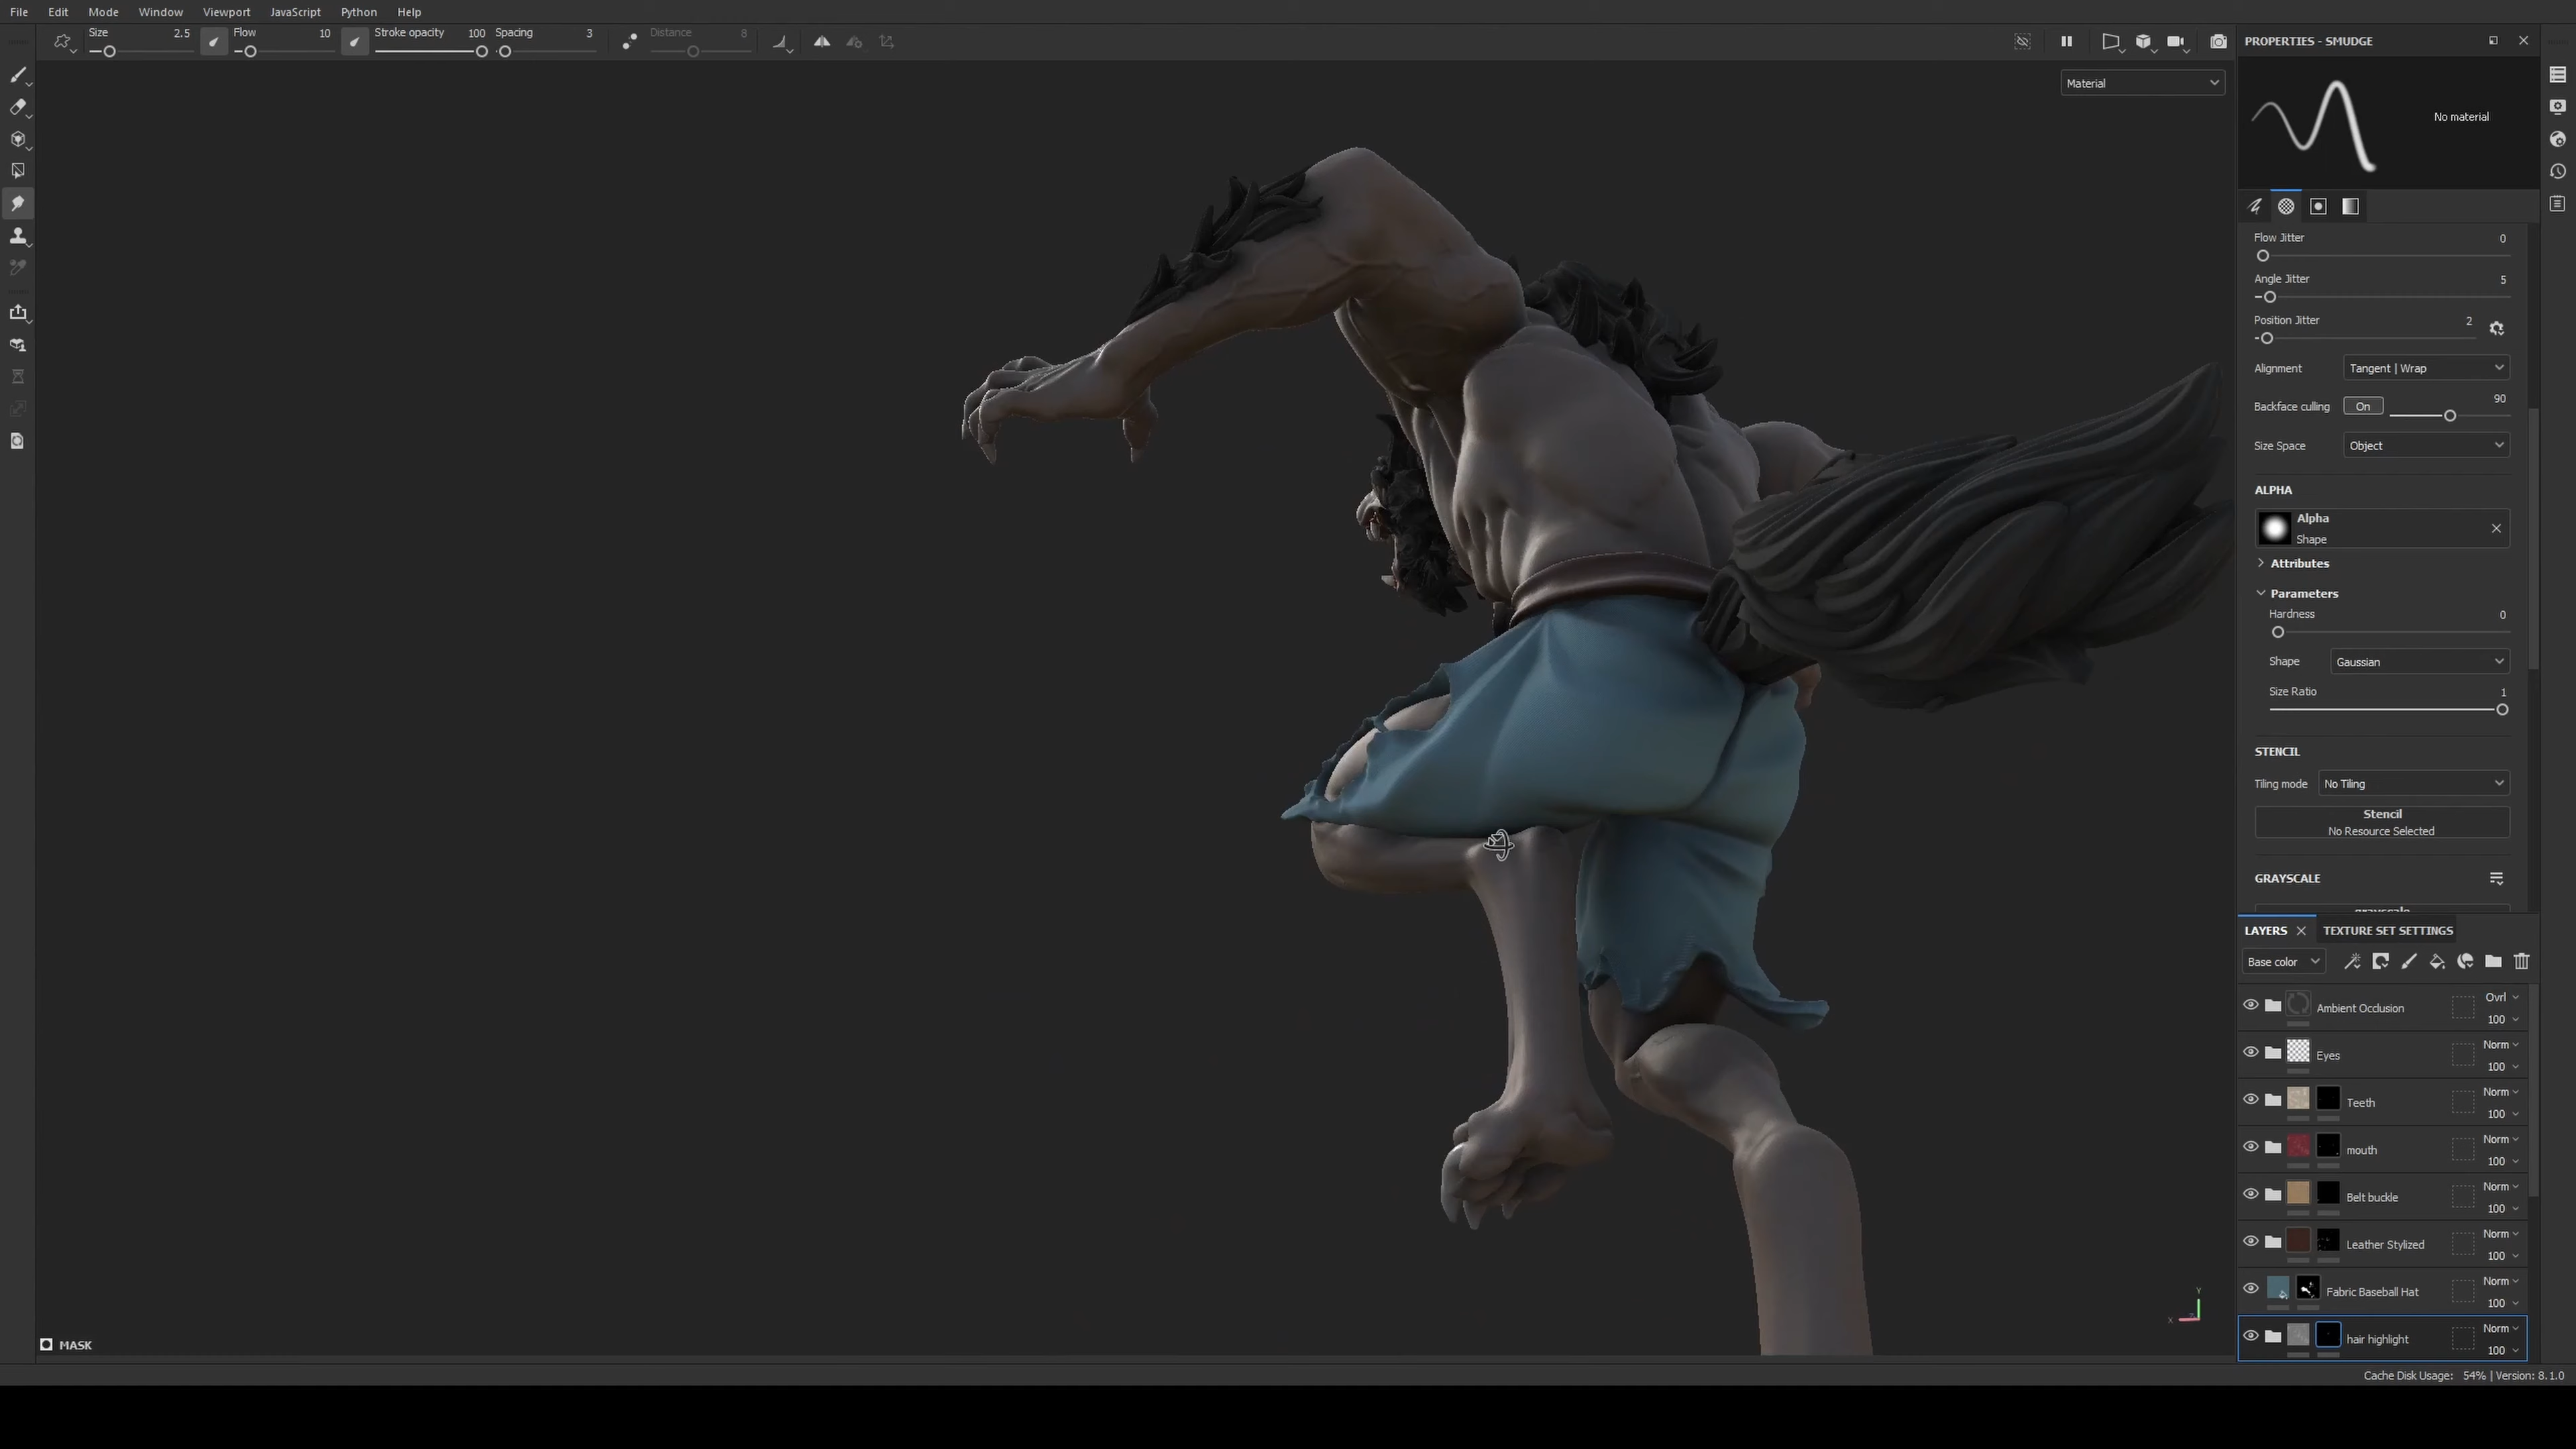 File Edit Mode Window Viewport JavaScript Python Help
Size 2.5 Flow 10 Stroke opacity 100 Spacing 3 Distance 8
Material
PROPERTIES - SMUDGE
No material
Flow Jitter 0
Angle Jitter 5
Position Jitter 2
Alignment Tangent | Wrap
Backface culling On 90
Size Space Object
ALPHA
Alpha
Shape
Attributes
Parameters
Hardness 0
Shape Gaussian
Size Ratio 1
STENCIL
Tiling mode No Tiling
Stencil
No Resource Selected
GRAYSCALE
grayscale
LAYERS TEXTURE SET SETTINGS
Base color
Ambient Occlusion Ovrl
100
Eyes Norm
100
Teeth Norm
100
mouth Norm
100
Belt buckle Norm
100
Leather Stylized Norm
100
Fabric Baseball Hat Norm
100
hair highlight Norm
100
Y
X
MASK
Cache Disk Usage: 54% | Version: 8.1.0